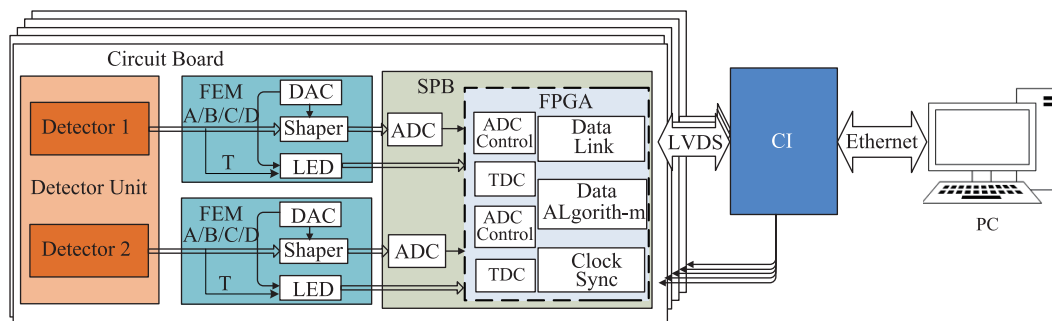 Circuit Board
Detector 1
Detector Unit
Detector 2
FEM
A/B/C/D
DAC
Shaper
T
LED
FEM
A/B/C/D
DAC
Shaper
T
LED
SPB
ADC
ADC
FPGA
ADC
Control
TDC
ADC
Control
TDC
Data
Link
Data
ALgorith-m
Clock
Sync
LVDS
CI
Ethernet
PC